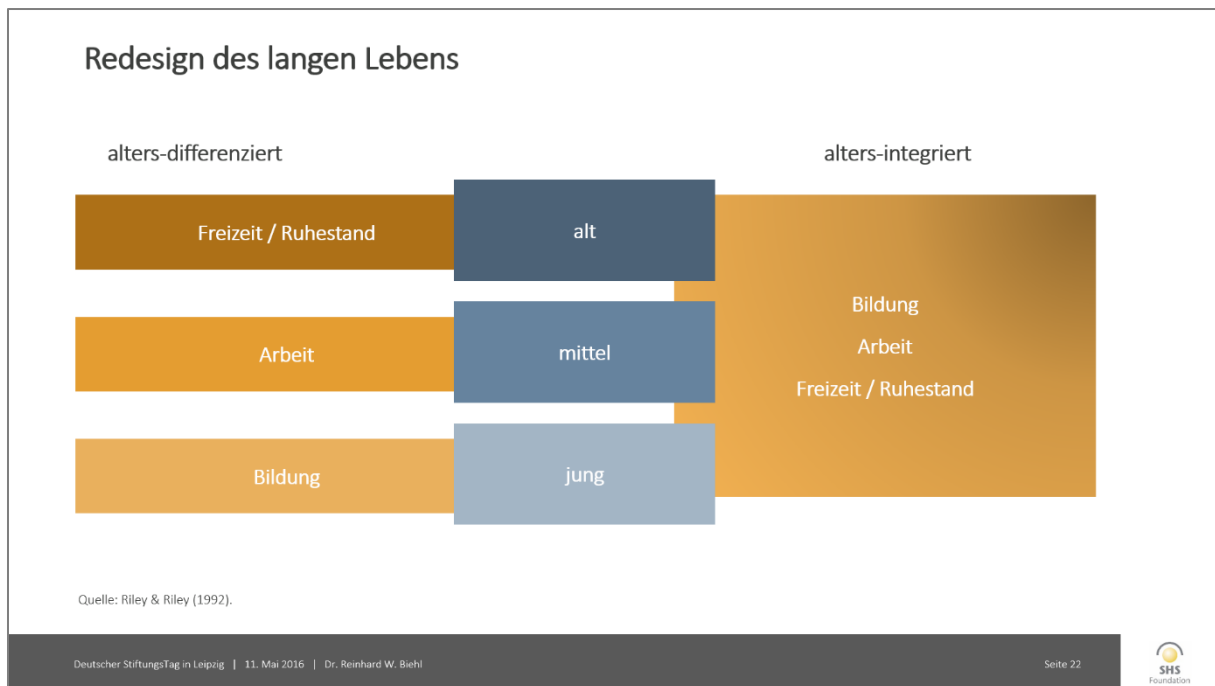 Redesign des langen Lebens
alters-differenziert
alters-integriert
Freizeit / Ruhestand
alt
Arbeit
mittel
Bildung
jung
Bildung
Arbeit
Freizeit / Ruhestand
Quelle: Riley & Riley (1992).
Deutscher StiftungsTag in Leipzig | 11. Mai 2016 | Dr. Reinhard W. Biehl
Seite 22
SHS
Foundation